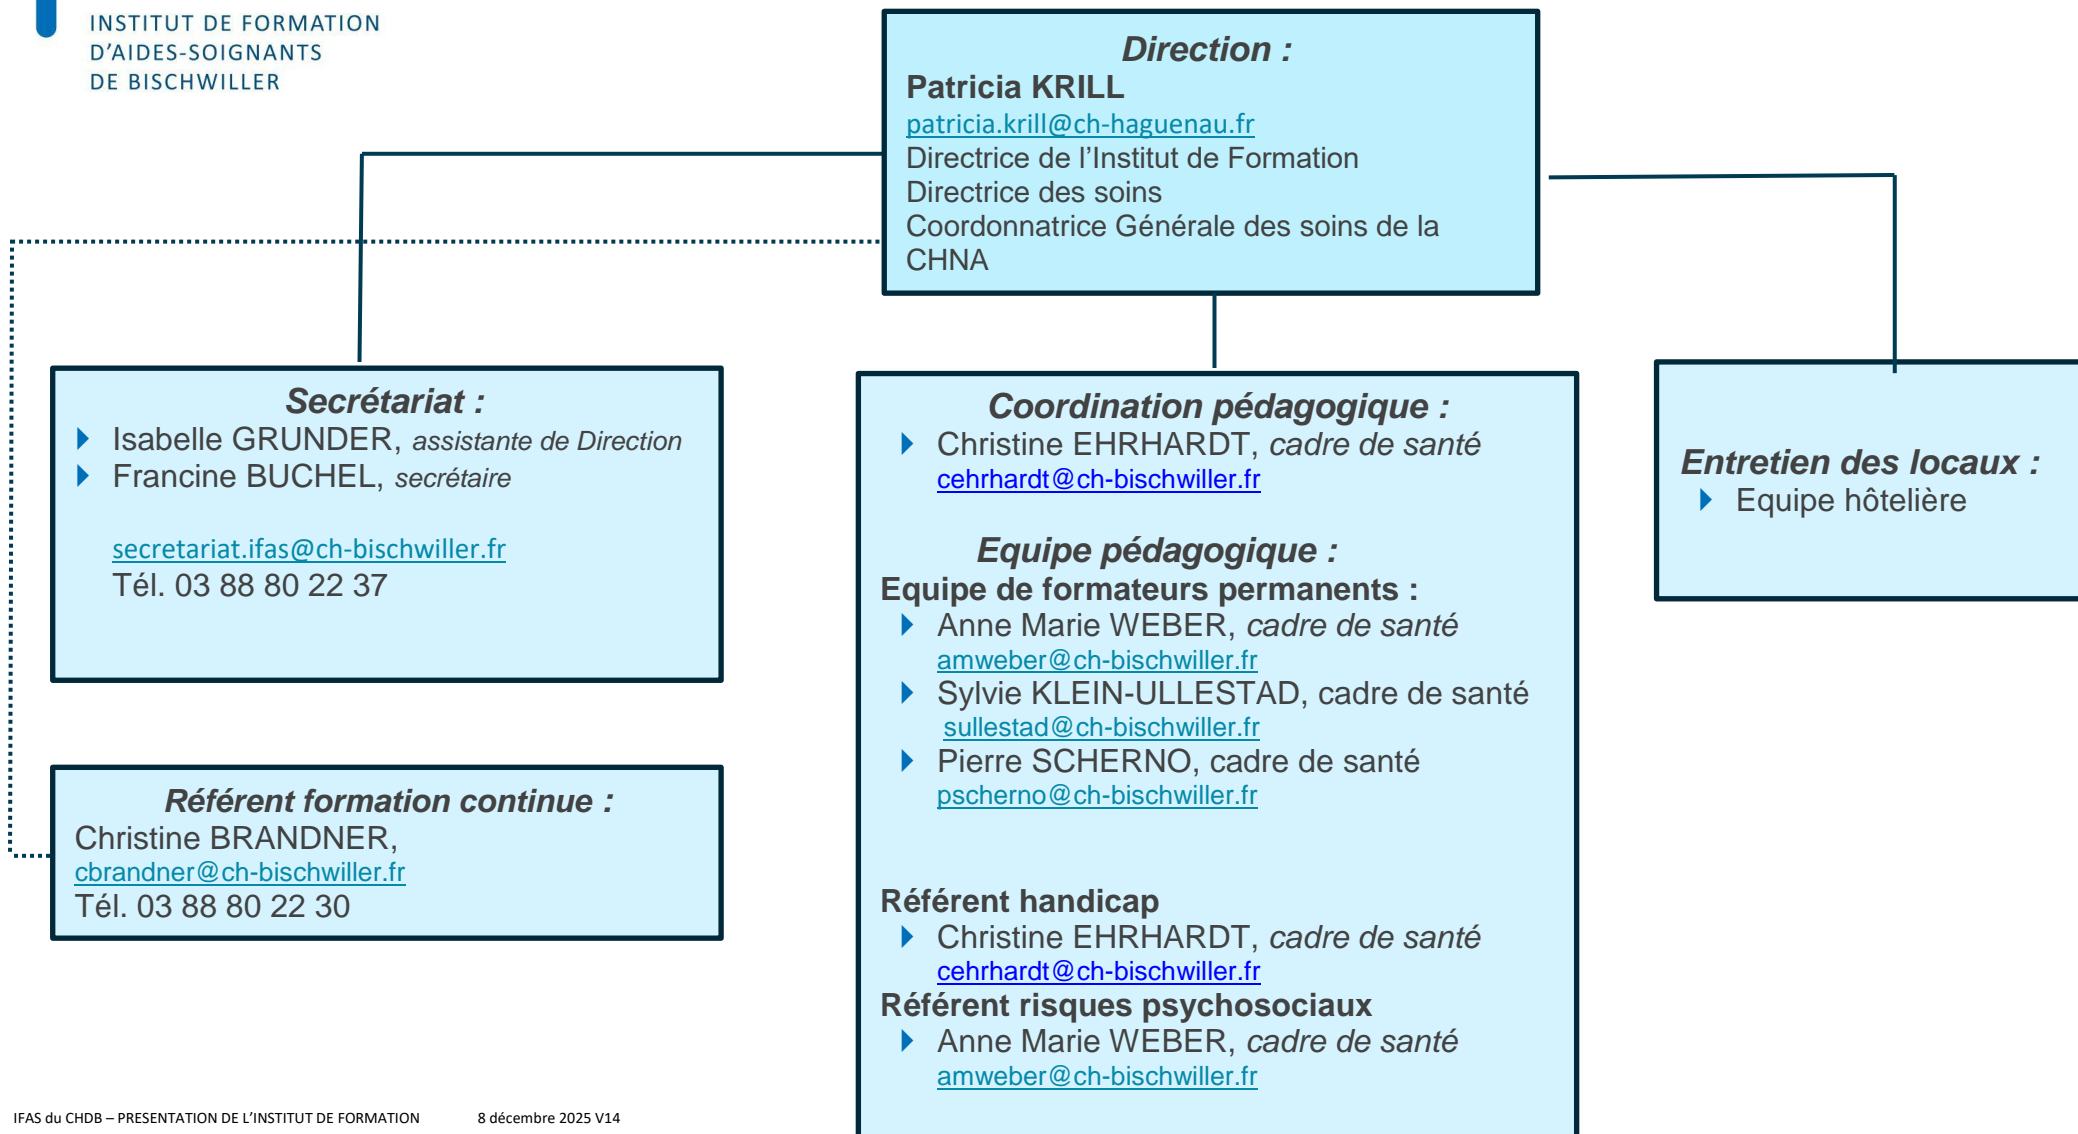 INSTITUT DE FORMATION
D’AIDES-SOIGNANTS
DE BISCHWILLER
Direction :
Patricia KRILL
patricia.krill@ch-haguenau.fr
Directrice de l’Institut de Formation
Directrice des soins
Coordonnatrice Générale des soins de la
CHNA
Secrétariat :
Isabelle GRUNDER, assistante de Direction
Francine BUCHEL, secrétaire
secretariat.ifas@ch-bischwiller.fr
Tél. 03 88 80 22 37
Référent formation continue :
Christine BRANDNER,
cbrandner@ch-bischwiller.fr
Tél. 03 88 80 22 30
Coordination pédagogique :
Christine EHRHARDT, cadre de santé
cehrhardt@ch-bischwiller.fr
Equipe pédagogique :
Equipe de formateurs permanents :
Anne Marie WEBER, cadre de santé
amweber@ch-bischwiller.fr
Sylvie KLEIN-ULLESTAD, cadre de santé
sullestad@ch-bischwiller.fr
Pierre SCHERNO, cadre de santé
pscherno@ch-bischwiller.fr
Référent handicap
Christine EHRHARDT, cadre de santé
cehrhardt@ch-bischwiller.fr
Référent risques psychosociaux
Anne Marie WEBER, cadre de santé
amweber@ch-bischwiller.fr
Entretien des locaux :
Equipe hôtelière
IFAS du CHDB – PRESENTATION DE L’INSTITUT DE FORMATION 8 décembre 2025 V14